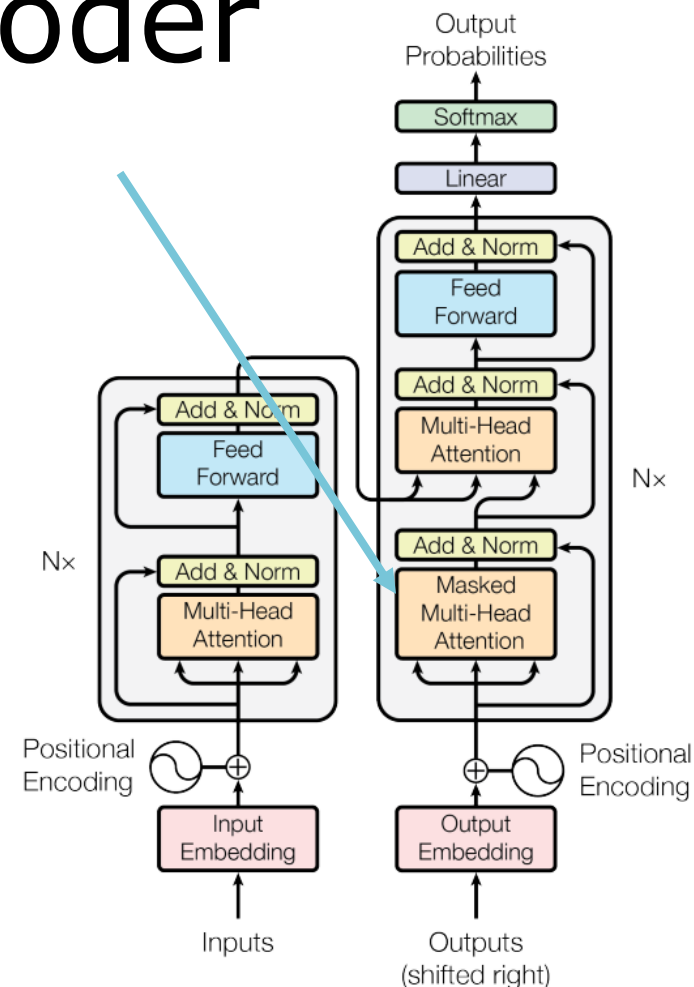 oder
Output
Probabilities
Softmax
Linear
Add & Norm
Feed
Forward
Add & Norm
Multi-Head
Attention
Nx
Add & Norm
Masked
Multi-Head
Attention
Add & Norm
Feed
Forward
Nx
Add & Norm
Multi-Head
Attention
Positional
Encoding
Positional
Encoding
Input
Embedding
Output
Embedding
Inputs
Outputs
(shifted right)